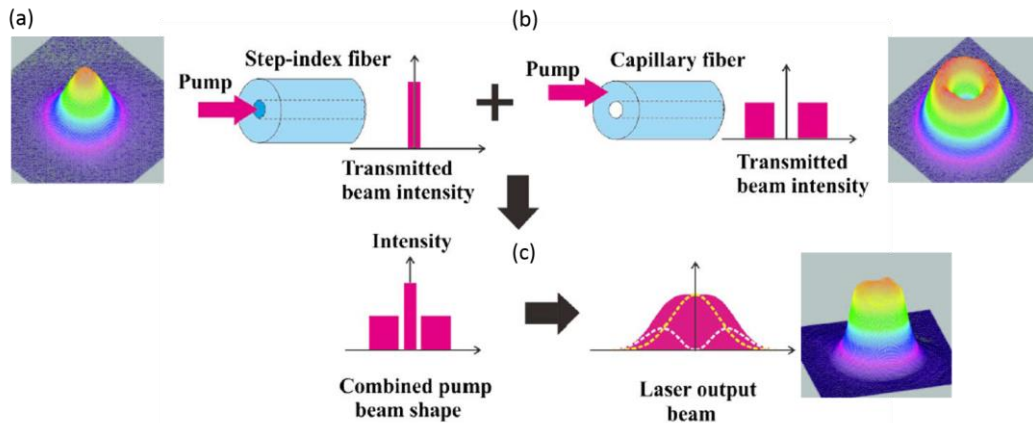 (a)
Step-index fiber
Pump
Transmitted
beam intensity
(b)
Capillary fiber
Pump
Transmitted
beam intensity
Intensity
Combined pump
beam shape
(c)
Laser output
beam